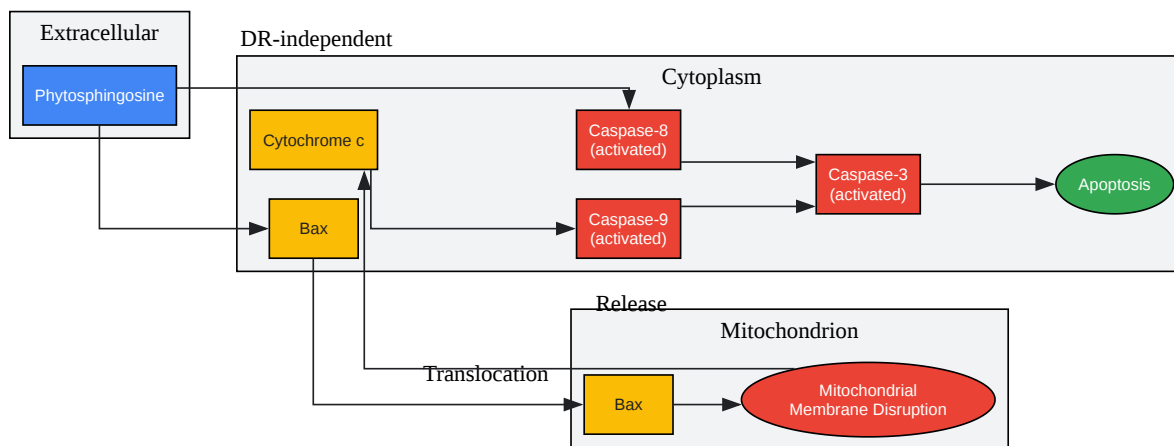 Extracellular
Phytosphingosine
DR-independent
Cytoplasm
Cytochrome c
Caspase-8
(activated)
Caspase-3
(activated)
Apoptosis
Bax
Caspase-9
(activated)
Release
Mitochondrion
Translocation
Bax
Mitochondrial
Membrane Disruption